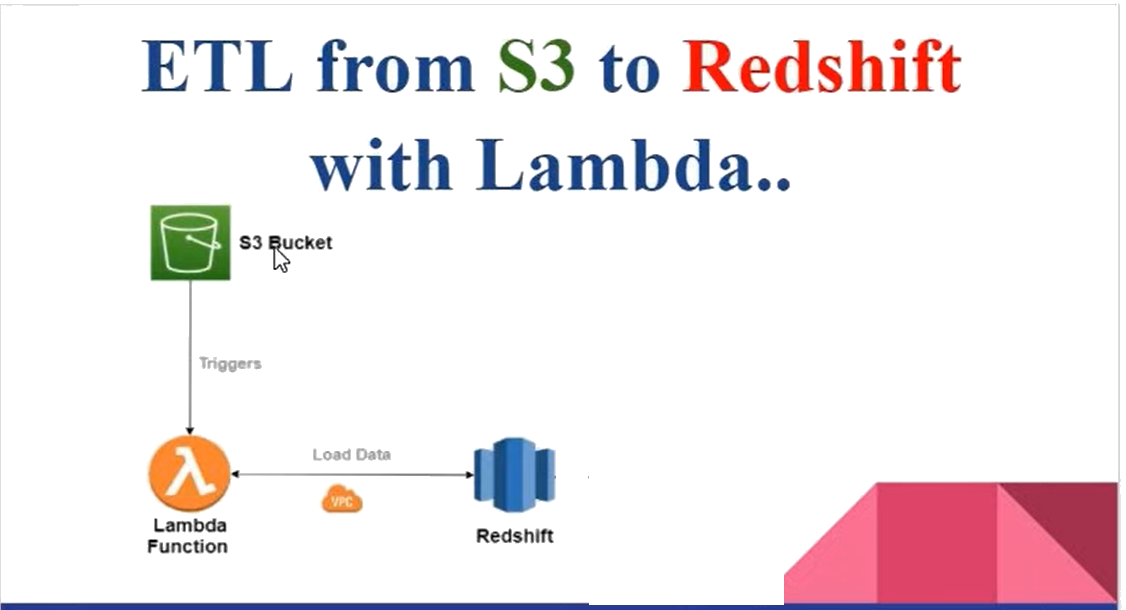 ETL from S3 to Redshift
with Lambda..
S3 Bucket
Triggers
Load Data
VPC
Lambda
Function
Redshift